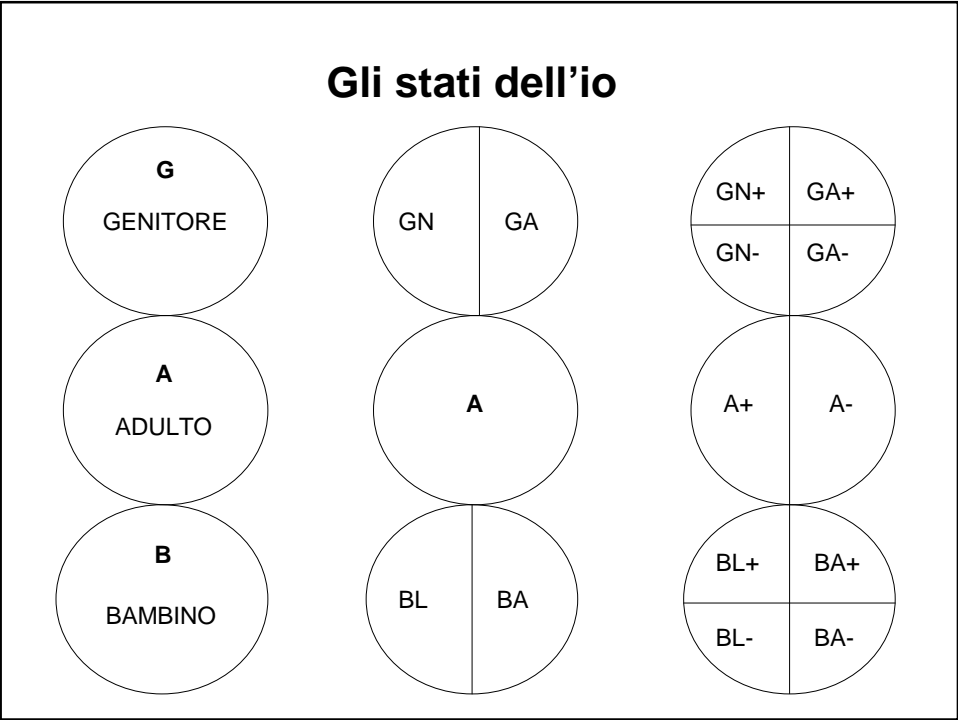 Gli stati dell'io
G
GENITORE
GN GA
GN+ GA+
GN- GA-
A
ADULTO
A
A+ A-
B
BAMBINO
BL BA
BL+ BA+
BL- BA-